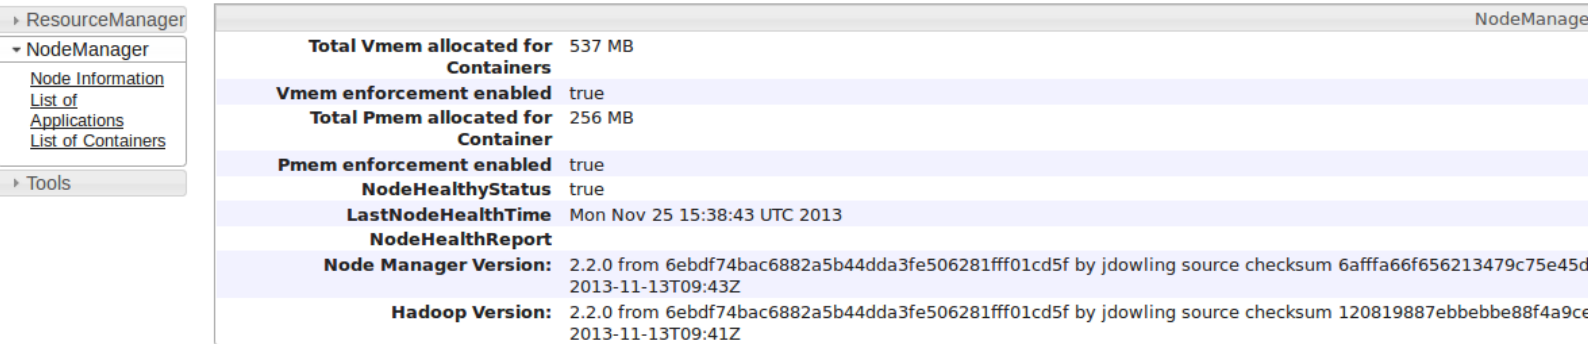 ResourceManager
NodeManager
Node Information
List of
Applications
List of Containers
Tools
Total Vmem allocated for 537 MB
Containers
Vmem enforcement enabled true
Total Pmem allocated for 256 MB
Container
Pmem enforcement enabled true
NodeHealthyStatus true
LastNodeHealthTime Mon Nov 25 15:38:43 UTC 2013
NodeHealthReport
Node Manager Version: 2.2.0 from 6ebdf74bac6882a5b44dda3fe506281fff01cd5f by jdowling source checksum 6afffa66f656213479c75e45d
2013-11-13T09:43Z
Hadoop Version: 2.2.0 from 6ebdf74bac6882a5b44dda3fe506281fff01cd5f by jdowling source checksum 120819887ebbebbe88f4a9ce
2013-11-13T09:41Z